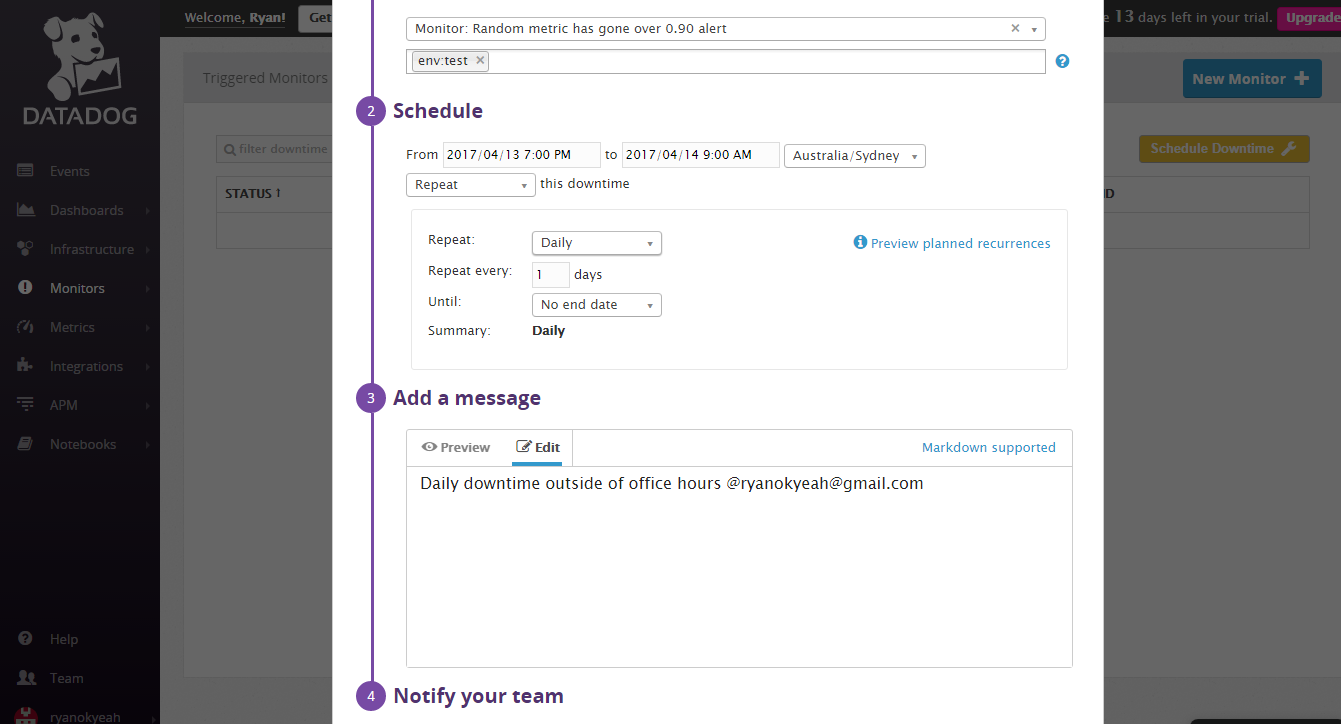 Welcome, Ryan!
Get
e 13 days left in your trial.
Upgrade
DATADOG
Events
Dashboards
Infrastructure
Monitors
Metrics
Integrations
APM
Notebooks
Help
Team
ryanokyeah
Triggered Monitors
New Monitor
filter downtime
Schedule Downtime
STATUS
D
Monitor: Random metric has gone over 0.90 alert
env:test
2 Schedule
From 2017/04/13 7:00 PM to 2017/04/14 9:00 AM Australia/Sydney
Repeat this downtime
Repeat: Daily
Preview planned recurrences
Repeat every: 1 days
Until: No end date
Summary: Daily
3 Add a message
Preview Edit Markdown supported
Daily downtime outside of office hours @ryanokyeah@gmail.com
4 Notify your team